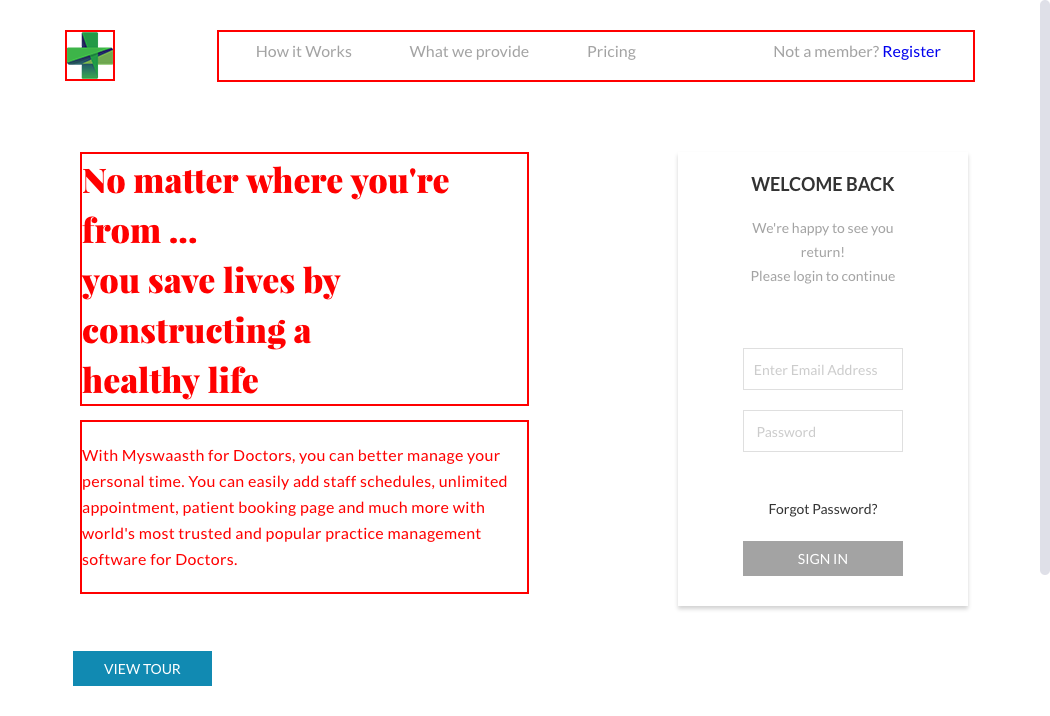 How it Works What we provide Pricing Not a member? Register
No matter where you're
from ...
you save lives by
constructing a
healthy life
With Myswaasth for Doctors, you can better manage your
personal time. You can easily add staff schedules, unlimited
appointment, patient booking page and much more with
world's most trusted and popular practice management
software for Doctors.
VIEW TOUR
WELCOME BACK
We're happy to see you
return!
Please login to continue
Enter Email Address
Password
Forgot Password?
SIGN IN